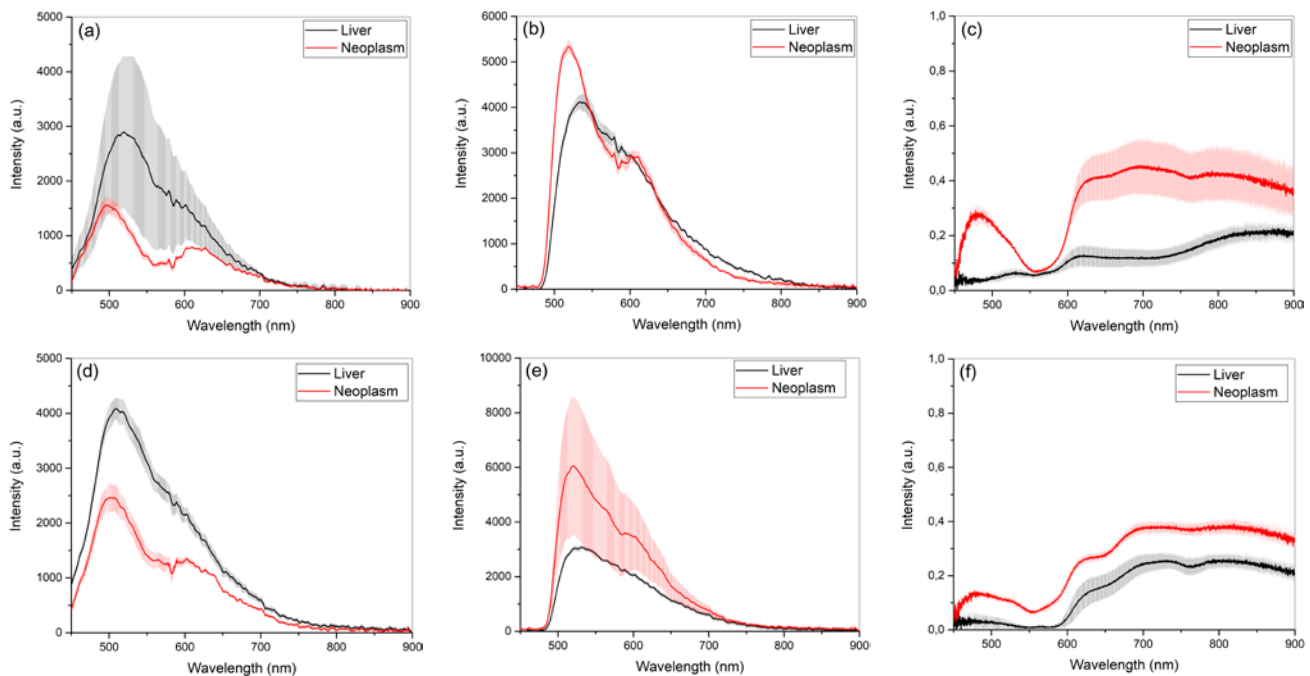 (a)
Liver
Neoplasm
5000
4000
3000
2000
1000
0
500
600
700
800
900
Intensity (a.u.)
Wavelength (nm)
(b)
Liver
Neoplasm
6000
5000
4000
3000
2000
1000
0
500
600
700
800
900
Intensity (a.u.)
Wavelength (nm)
(c)
Liver
Neoplasm
1,0
0,8
0,6
0,4
0,2
0,0
500
600
700
800
900
Intensity (a.u.)
Wavelength (nm)
(d)
Liver
Neoplasm
5000
4000
3000
2000
1000
0
500
600
700
800
900
Intensity (a.u.)
Wavelength (nm)
(e)
Liver
Neoplasm
10000
8000
6000
4000
2000
0
500
600
700
800
900
Intensity (a.u.)
Wavelength (nm)
(f)
Liver
Neoplasm
1,0
0,8
0,6
0,4
0,2
0,0
500
600
700
800
900
Intensity (a.u.)
Wavelength (nm)